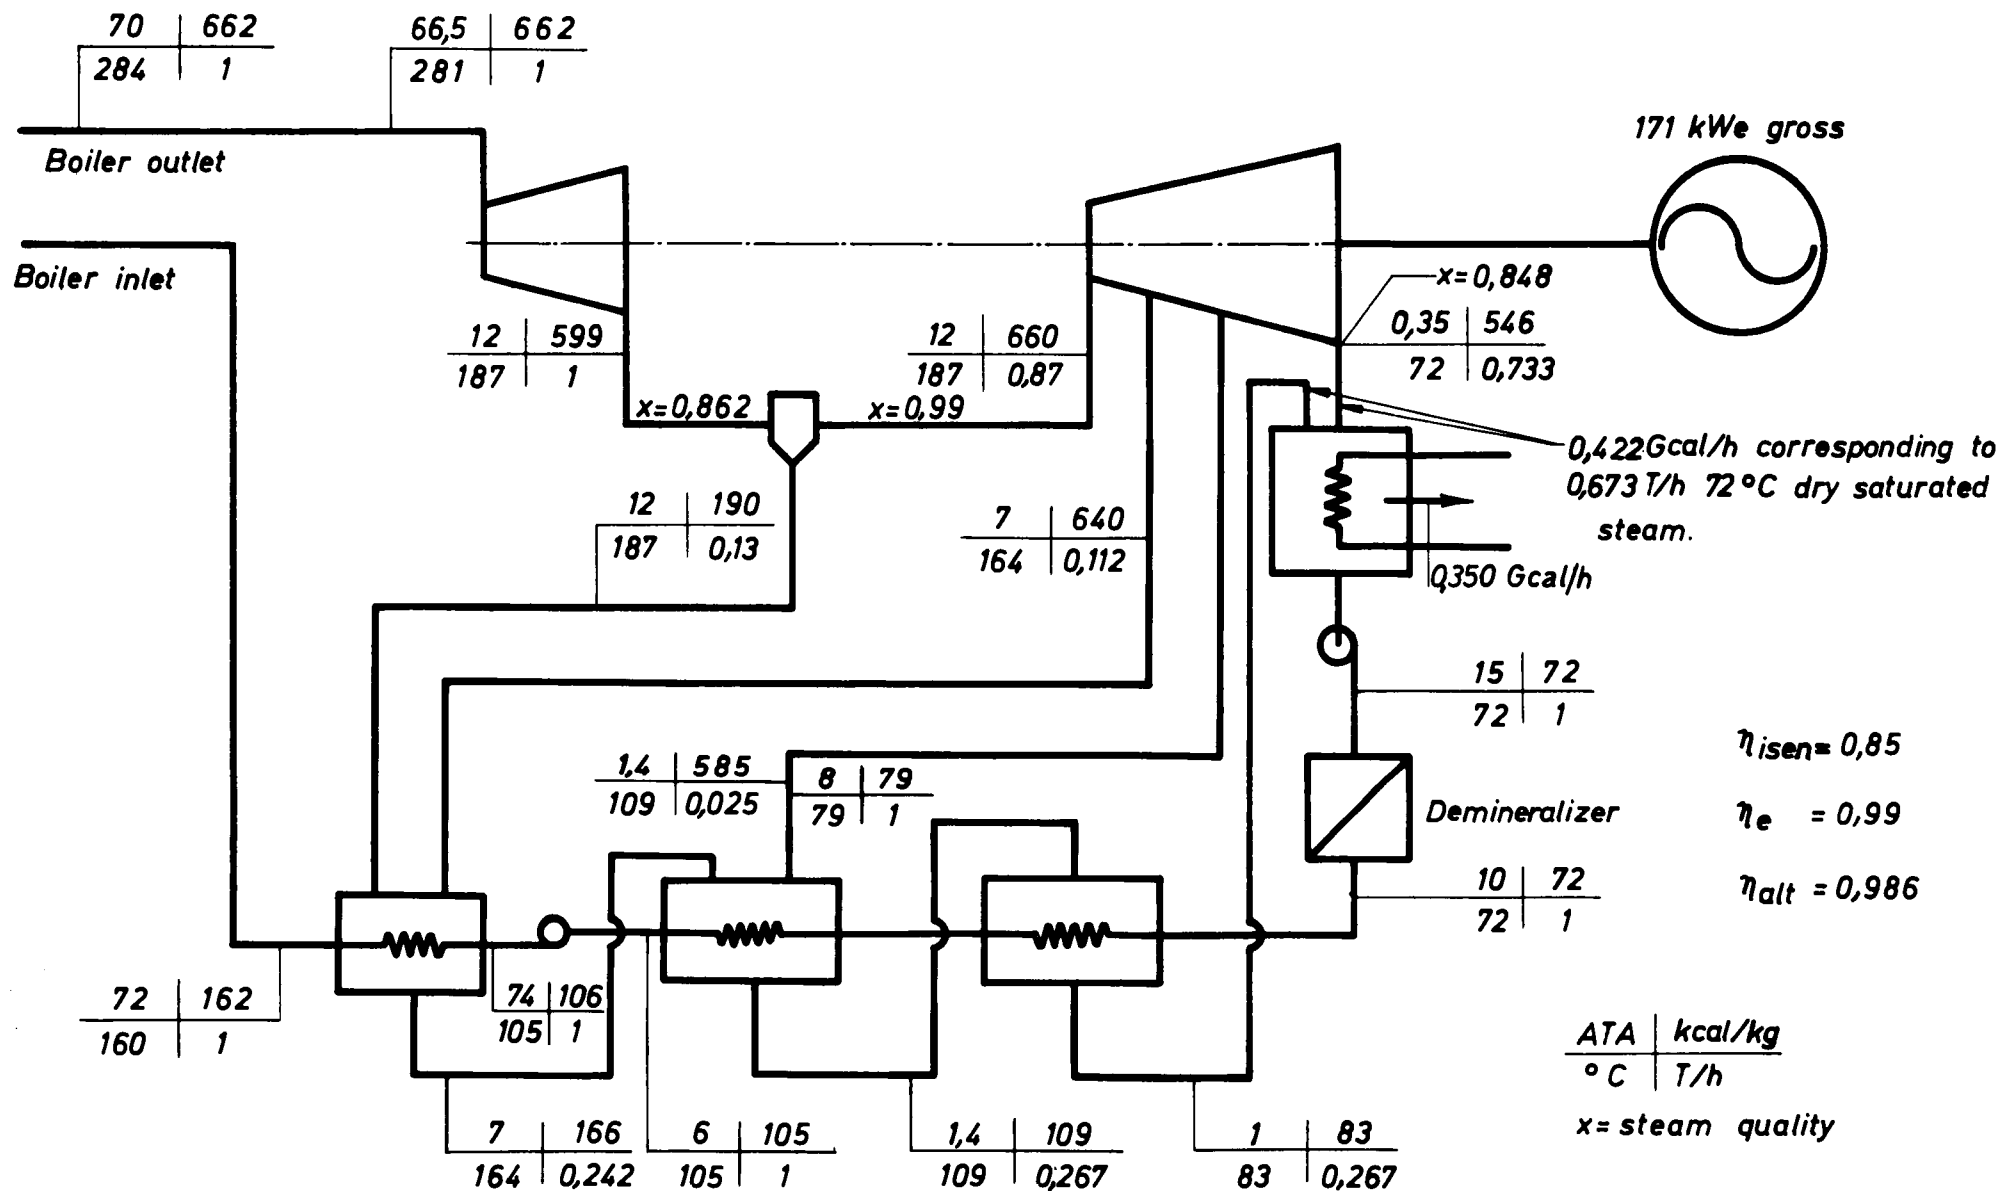 70 662
284 1
66,5 662
281 1
Boiler outlet
171 kWe gross
Boiler inlet
x=0,848
12 599
187 1
12 660
187 0,87
0,35 546
72 0,733
x=0,862
x=0,99
0,422 Gcal/h corresponding to
0,673 T/h 72°C dry saturated
steam.
12 190
187 0,13
7 640
164 0,112
0,350 Gcal/h
15 72
72 1
ηisen= 0,85
1,4 585
109 0,025
8 79
79 1
Demineralizer
ηe = 0,99
10 72
72 1
ηalt = 0,986
72 162
160 1
74 106
105 1
ATA kcal/kg
°C T/h
x= steam quality
7 166
164 0,242
6 105
105 1
1,4 109
109 0,267
1 83
83 0,267